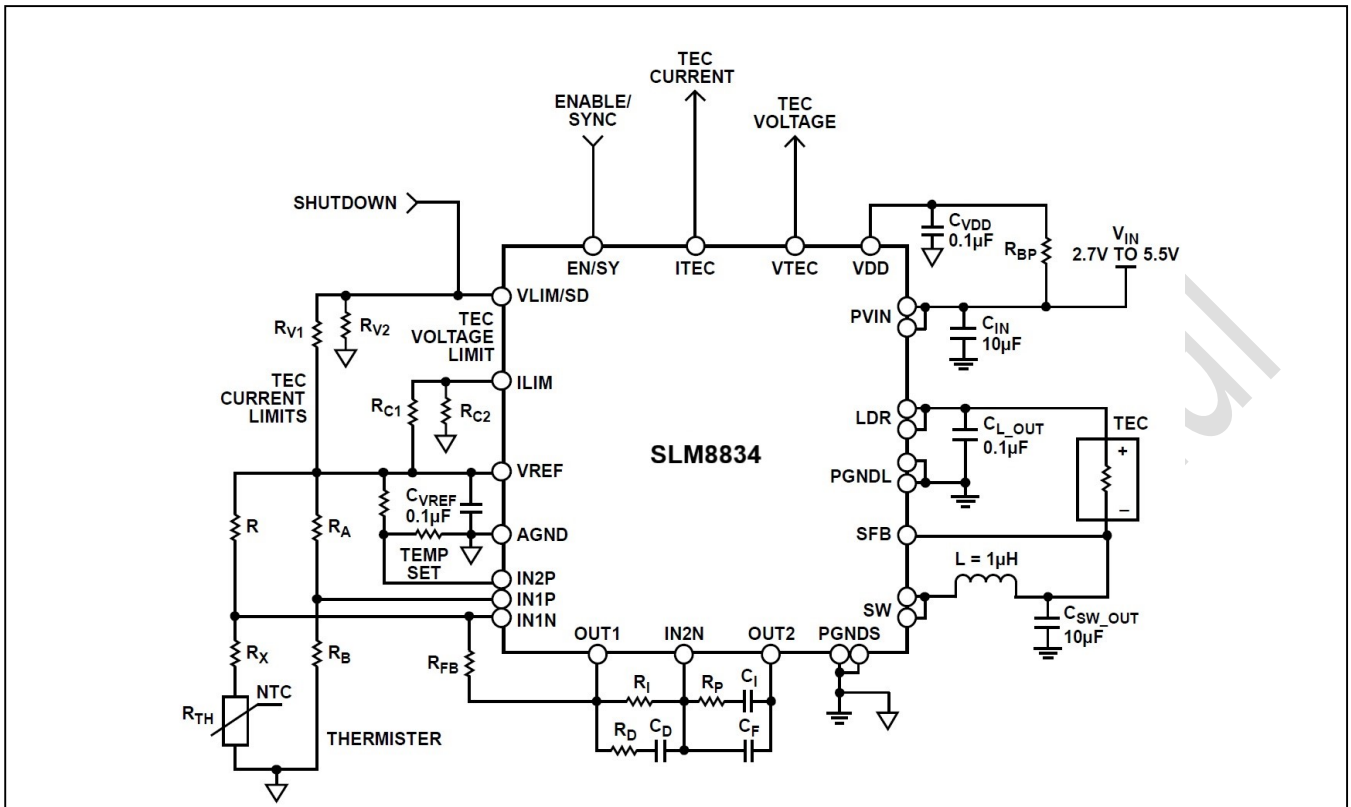 TEC
CURRENT
ENABLE/
SYNC
TEC
VOLTAGE
SHUTDOWN
CVDD
0.1µF
RBP
VIN
2.7V TO 5.5V
EN/SY
ITEC
VTEC
VDD
VLIM/SD
TEC
VOLTAGE
LIMIT
PVIN
CIN
10µF
RV1
RV2
TEC
CURRENT
LIMITS
ILIM
RC1
RC2
LDR
CL_OUT
0.1µF
TEC
+
–
SLM8834
VREF
PGNDL
CVREF
0.1µF
R
RA
AGND
TEMP
SET
SFB
IN2P
IN1P
IN1N
L = 1µH
SW
CSW_OUT
10µF
OUT1
IN2N
OUT2
PGNDS
RX
RB
RFB
RI
RP
CI
NTC
RTH
RD
CD
CF
THERMISTER